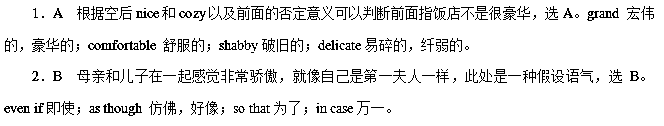 1．A　根据空后 nice 和 cozy 以及前面的否定意义可以判断前面指饭店不是很豪华，选 A。grand 宏伟
的，豪华的；comfortable 舒服的；shabby 破旧的；delicate 易碎的，纤弱的。
2．B　母亲和儿子在一起感觉非常骄傲，就像自己是第一夫人一样，此处是一种假设语气，选 B。
even if 即使；as though 仿佛，好像；so that 为了；in case 万一。